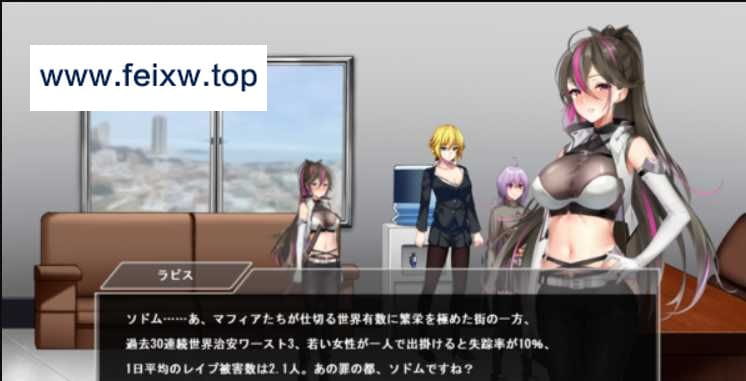 www.feixw.top
ラピス
ソドム……あ、マフィアたちが仕切る世界有数に繁栄を極めた街の一方、
過去30連続世界治安ワースト3、若い女性が一人で出掛けると失踪率が10%、
1日平均のレイプ被害数は2.1人。あの罪の都、ソドムですね?